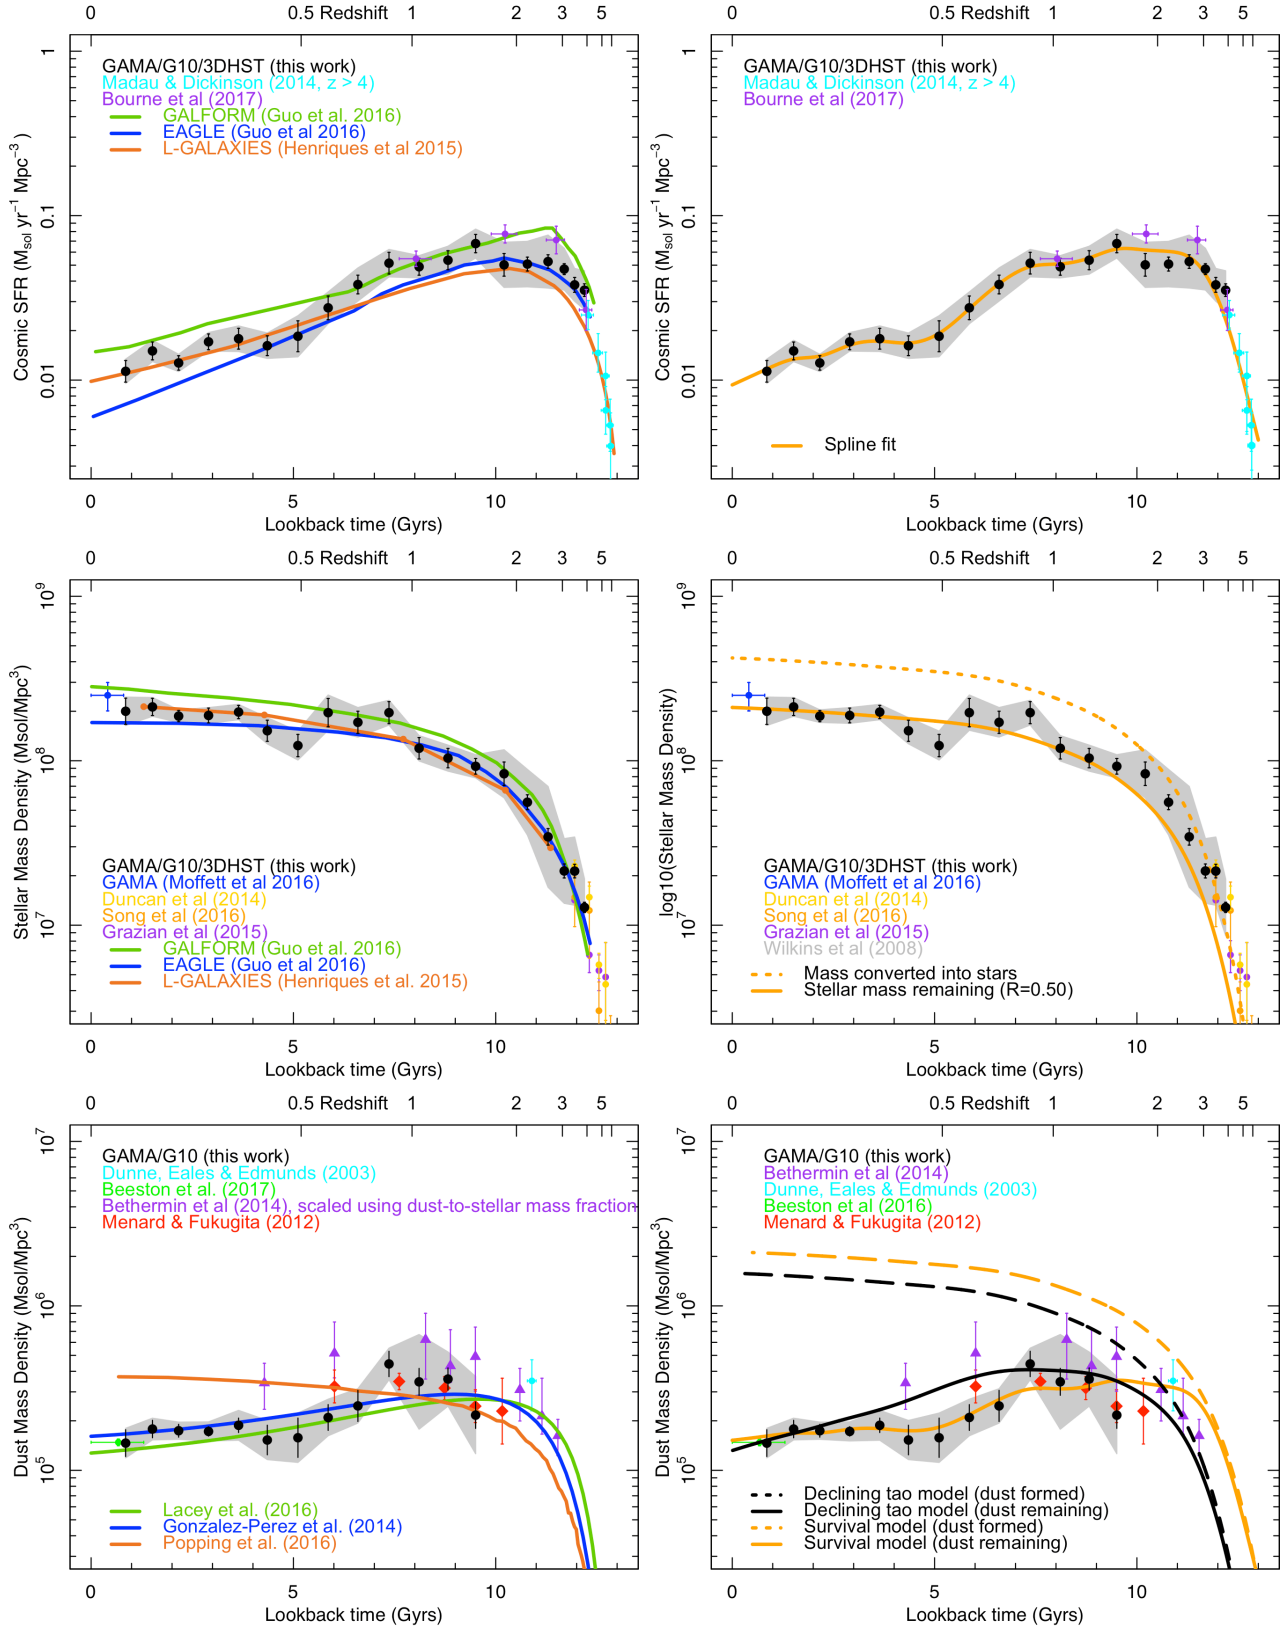 0 0.5 Redshift 1 2 3 5
Cosmic SFR (Msol yr−1 Mpc−3 )
1
0.1
0.01
GAMA/G10/3DHST (this work)
Madau & Dickinson (2014, z > 4)
Bourne et al (2017)
GALFORM (Guo et al. 2016)
EAGLE (Guo et al 2016)
L-GALAXIES (Henriques et al 2015)
0 5 10
Lookback time (Gyrs)
0 0.5 Redshift 1 2 3 5
Cosmic SFR (Msol yr−1 Mpc−3 )
1
0.1
0.01
GAMA/G10/3DHST (this work)
Madau & Dickinson (2014, z > 4)
Bourne et al (2017)
Spline fit
0 5 10
Lookback time (Gyrs)
0 0.5 Redshift 1 2 3 5
Stellar Mass Density (Msol/Mpc3)
10^9
10^8
10^7
GAMA/G10/3DHST (this work)
GAMA (Moffett et al 2016)
Duncan et al (2014)
Song et al (2016)
Grazian et al (2015)
GALFORM (Guo et al. 2016)
EAGLE (Guo et al 2016)
L-GALAXIES (Henriques et al. 2015)
0 5 10
Lookback time (Gyrs)
0 0.5 Redshift 1 2 3 5
log10(Stellar Mass Density)
10^9
10^8
10^7
GAMA/G10/3DHST (this work)
GAMA (Moffett et al 2016)
Duncan et al (2014)
Song et al (2016)
Grazian et al (2015)
Wilkins et al (2008)
Mass converted into stars
Stellar mass remaining (R=0.50)
0 5 10
Lookback time (Gyrs)
0 0.5 Redshift 1 2 3 5
Dust Mass Density (Msol/Mpc3)
10^7
10^6
10^5
GAMA/G10 (this work)
Dunne, Eales & Edmunds (2003)
Beeston et al. (2017)
Bethermin et al (2014), scaled using dust-to-stellar mass fraction
Menard & Fukugita (2012)
Lacey et al. (2016)
Gonzalez-Perez et al. (2014)
Popping et al. (2016)
0 5 10
Lookback time (Gyrs)
0 0.5 Redshift 1 2 3 5
Dust Mass Density (Msol/Mpc3)
10^7
10^6
10^5
GAMA/G10 (this work)
Bethermin et al (2014)
Dunne, Eales & Edmunds (2003)
Beeston et al (2016)
Menard & Fukugita (2012)
Declining tao model (dust formed)
Declining tao model (dust remaining)
Survival model (dust formed)
Survival model (dust remaining)
0 5 10
Lookback time (Gyrs)